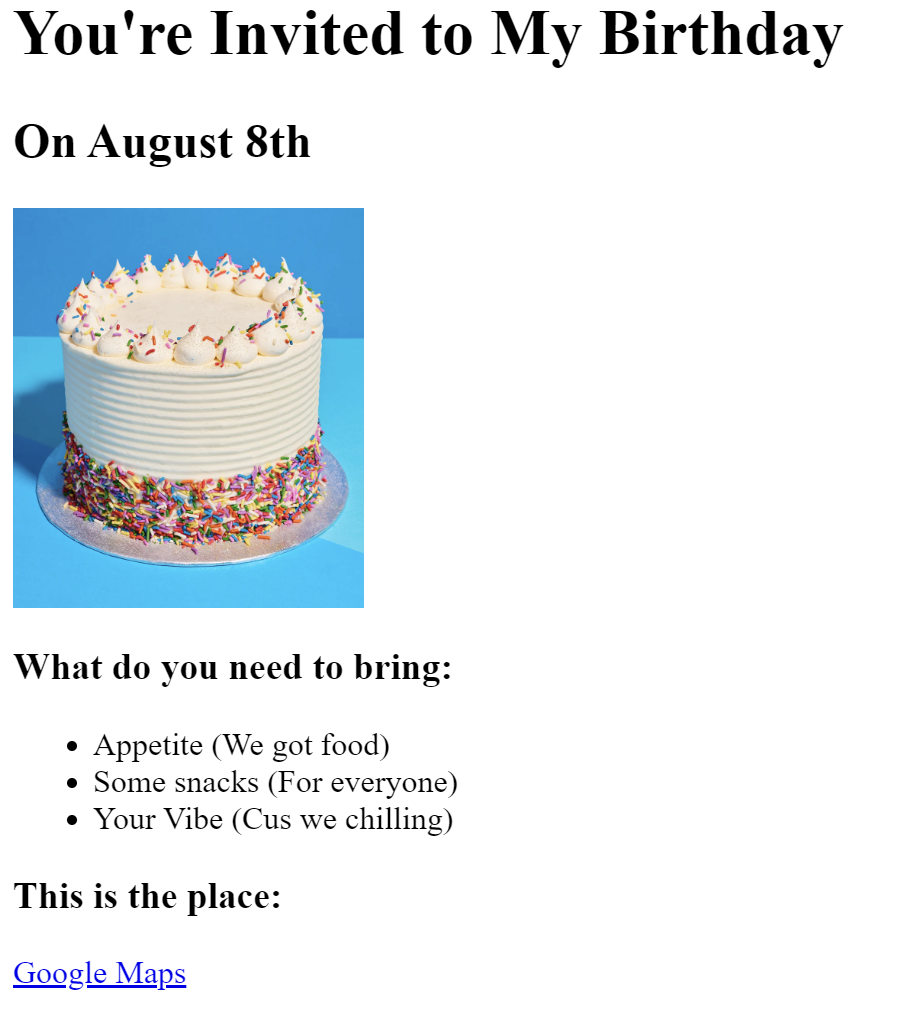 You're Invited to My Birthday
On August 8th
What do you need to bring:
Appetite (We got food)
Some snacks (For everyone)
Your Vibe (Cus we chilling)
This is the place:
Google Maps